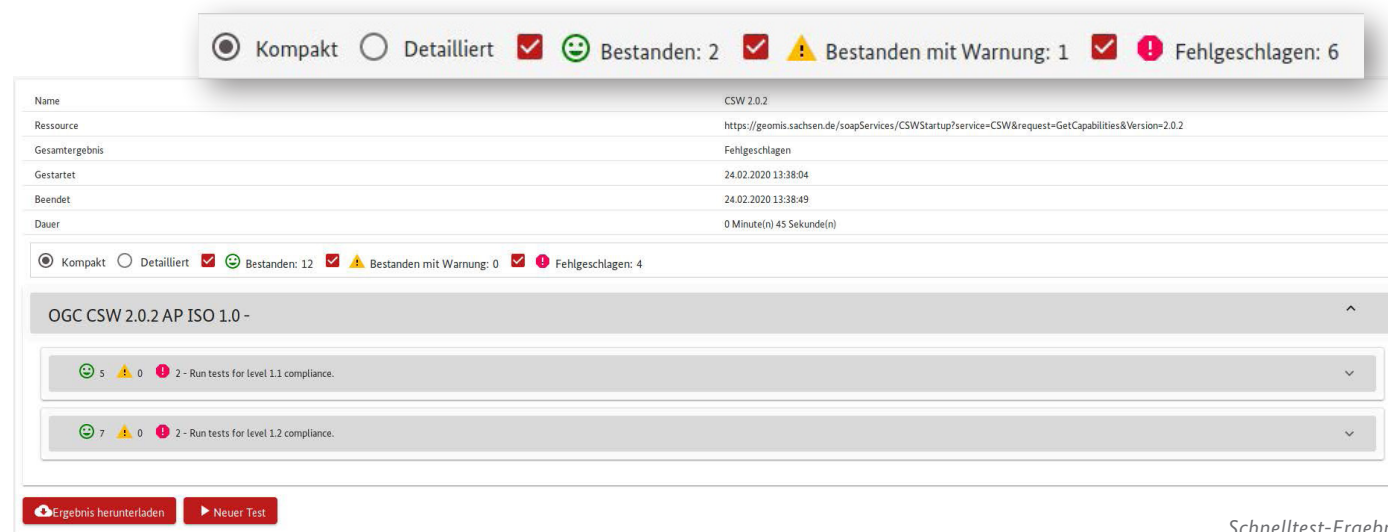 Kompakt Detailliert Bestanden: 2 Bestanden mit Warnung: 1 Fehlgeschlagen: 6
Name CSW 2.0.2
Ressource https://geomis.sachsen.de/soapServices/CSWStartup?service=CSW&request=GetCapabilities&Version=2.0.2
Gesamtergebnis Fehlgeschlagen
Gestartet 24.02.2020 13:38:04
Beendet 24.02.2020 13:38:49
Dauer 0 Minute(n) 45 Sekunde(n)
Kompakt Detailliert Bestanden: 12 Bestanden mit Warnung: 0 Fehlgeschlagen: 4
OGC CSW 2.0.2 AP ISO 1.0 -
5 0 2 - Run tests for level 1.1 compliance.
7 0 2 - Run tests for level 1.2 compliance.
Ergebnis herunterladen Neuer Test